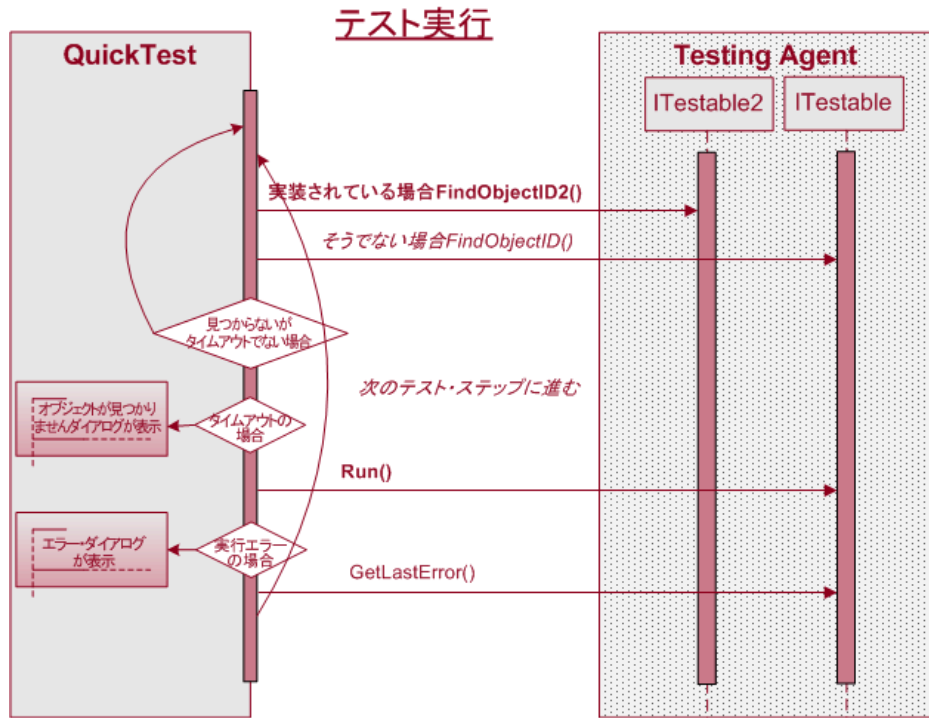 テスト実行
QuickTest
Testing Agent
ITestable2
ITestable
実装されている場合FindObjectID2()
そうでない場合FindObjectID()
見つからないが
タイムアウトでない場合
次のテスト・ステップに進む
オブジェクトが見つかり
ませんダイアログが表示
タイムアウトの
場合
Run()
エラー・ダイアログ
が表示
実行エラー
の場合
GetLastError()